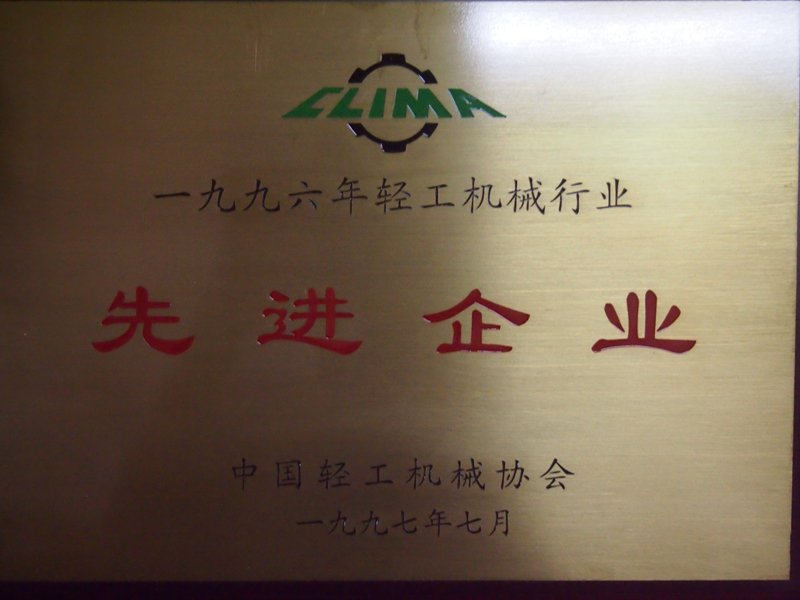 CLIMA
一九九六年轻工机械行业
先进企业
中国轻工机械协会
一九九七年七月